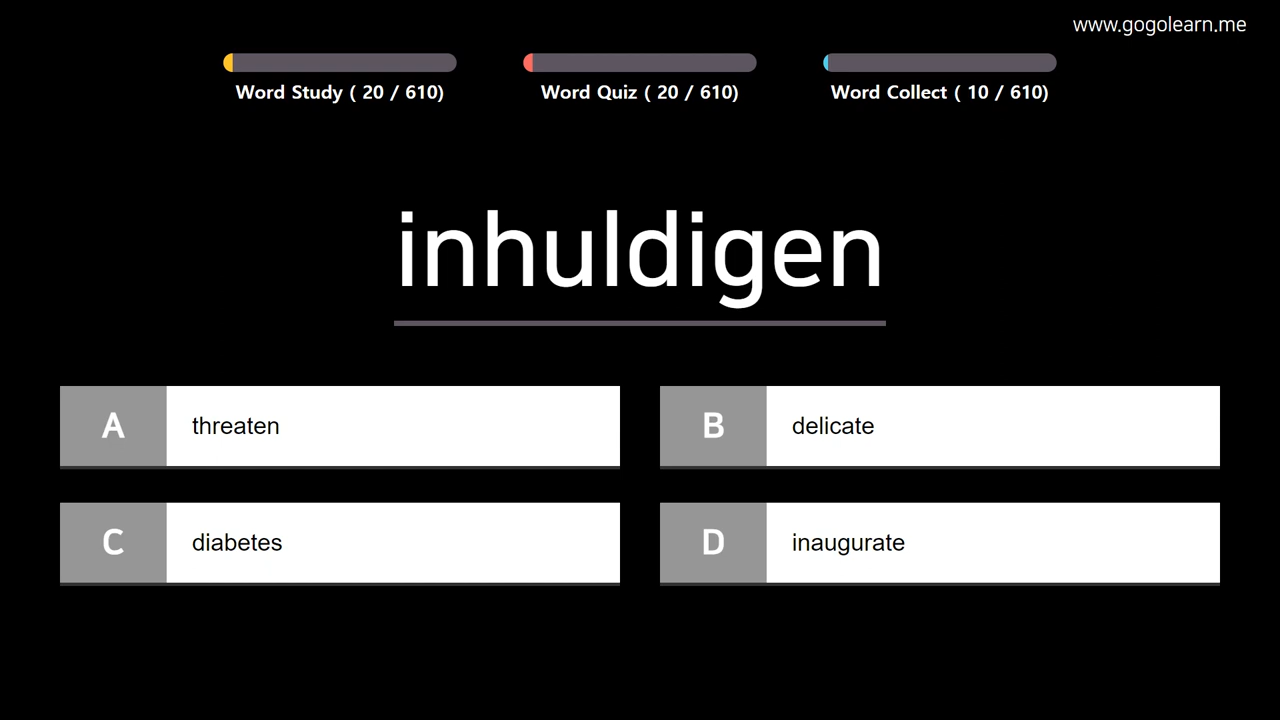 www.gogolearn.me
Word Study ( 20 / 610)
Word Quiz ( 20 / 610)
Word Collect ( 10 / 610)
inhuldigen
A threaten
B delicate
C diabetes
D inaugurate